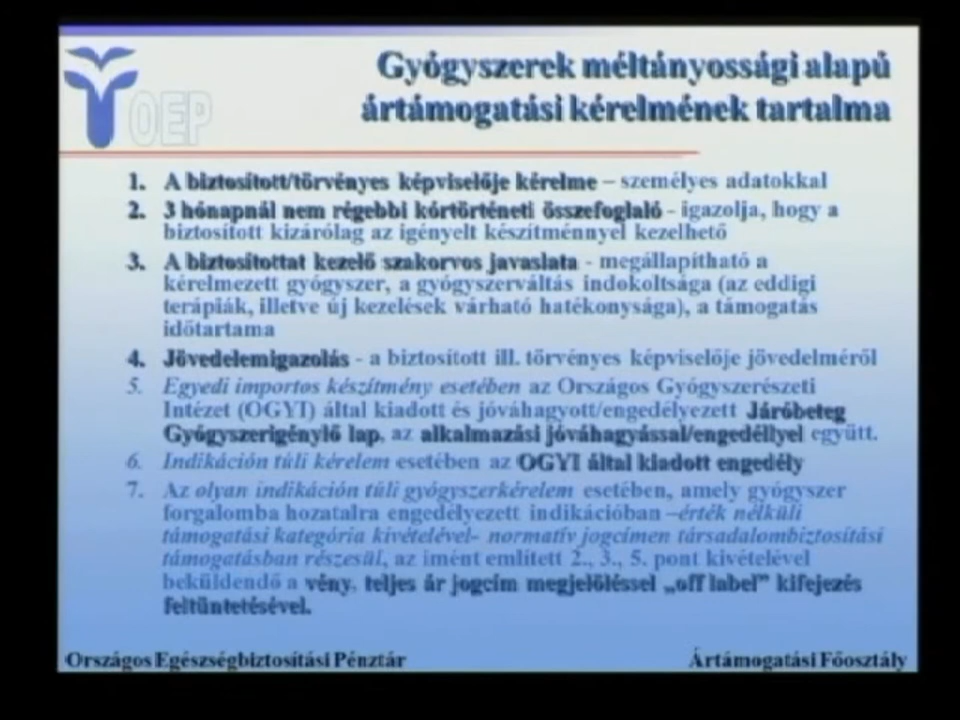 Gyógyszerek méltányossági alapú
ártámogatási kérelmének tartalma
OEP
1. A biztosított/törvényes képviselője kérelme – személyes adatokkal
2. 3 hónapnál nem régebbi kórtörténeti összefoglaló - igazolja, hogy a
biztosított kizárólag az igényelt készítménnyel kezelhető
3. A biztosítottat kezelő szakorvos javaslata - megállapítható a
kérelmezett gyógyszer, a gyógyszerváltás indokoltsága (az eddigi
terápiák, illetve új kezelések várható hatékonysága), a támogatás
időtartama
4. Jövedelemigazolás - a biztosított ill. törvényes képviselője jövedelméről
5. Egyedi importos készítmény esetében az Országos Gyógyszerészeti
Intézet (OGYI) által kiadott és jóváhagyott/engedélyezett Járóbeteg
Gyógyszerigénylő lap, az alkalmazási jóváhagyással/engedéllyel együtt.
6. Indikáción túli kérelem esetében az OGYI által kiadott engedély
7. Az olyan indikáción túli gyógyszerkérelem esetében, amely gyógyszer
forgalomba hozatalra engedélyezett indikációban –érték nélküli
támogatási kategória kivételével- normatív jogcímen társadalombiztosítási
támogatásban részesül, az imént említett 2., 3., 5. pont kivételével
beküldendő a vény, teljes ár jogcím megjelöléssel „off label” kifejezés
feltüntetésével.
Országos Egészségbiztosítási Pénztár
Ártámogatási Főosztály